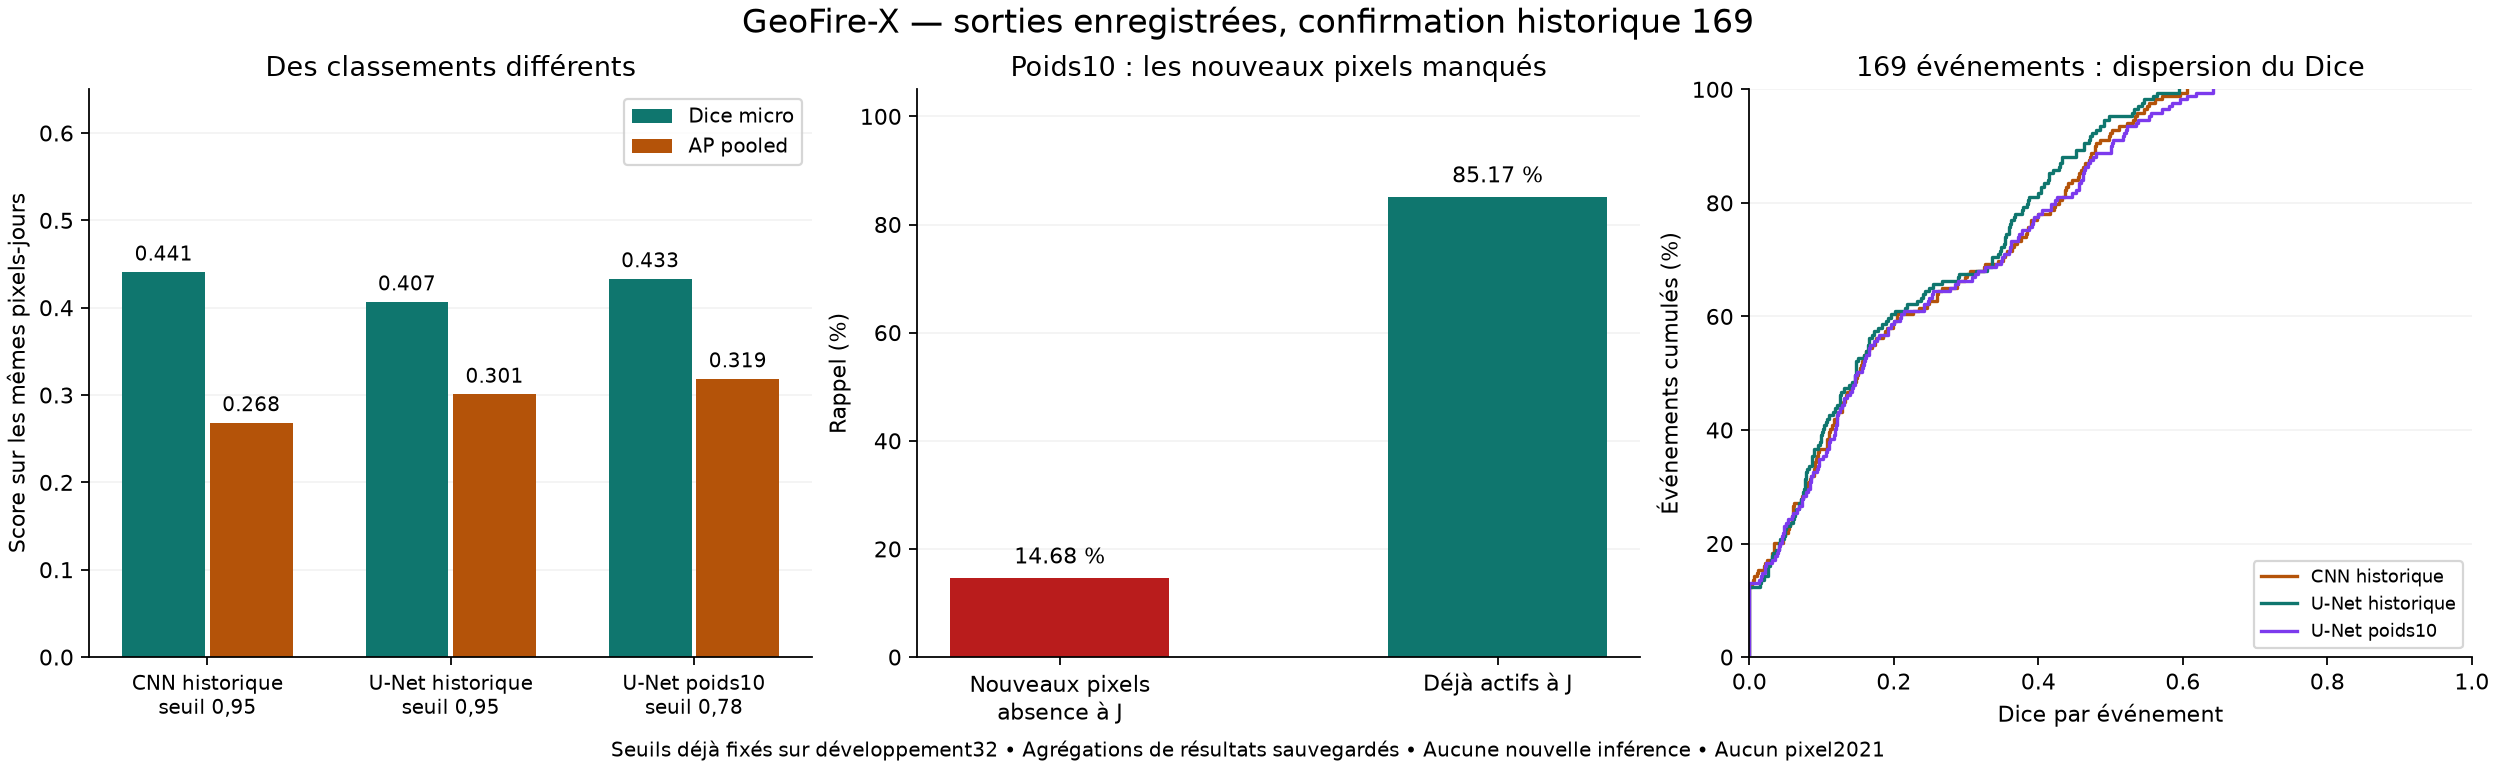 GeoFire-X — sorties enregistrées, confirmation historique 169
Des classements différents
Score sur les mêmes pixels-jours
0.6
0.5
0.4
0.3
0.2
0.1
0.0
Dice micro
AP pooled
0.441
0.268
0.407
0.301
0.433
0.319
CNN historique
seuil 0,95
U-Net historique
seuil 0,95
U-Net poids10
seuil 0,78
Poids10 : les nouveaux pixels manqués
Rappel (%)
100
80
60
40
20
0
14.68 %
85.17 %
Nouveaux pixels
absence à J
Déjà actifs à J
169 événements : dispersion du Dice
Événements cumulés (%)
100
80
60
40
20
0
CNN historique
U-Net historique
U-Net poids10
0.0 0.2 0.4 0.6 0.8 1.0
Dice par événement
Seuils déjà fixés sur développement32 • Agrégations de résultats sauvegardés • Aucune nouvelle inférence • Aucun pixel2021